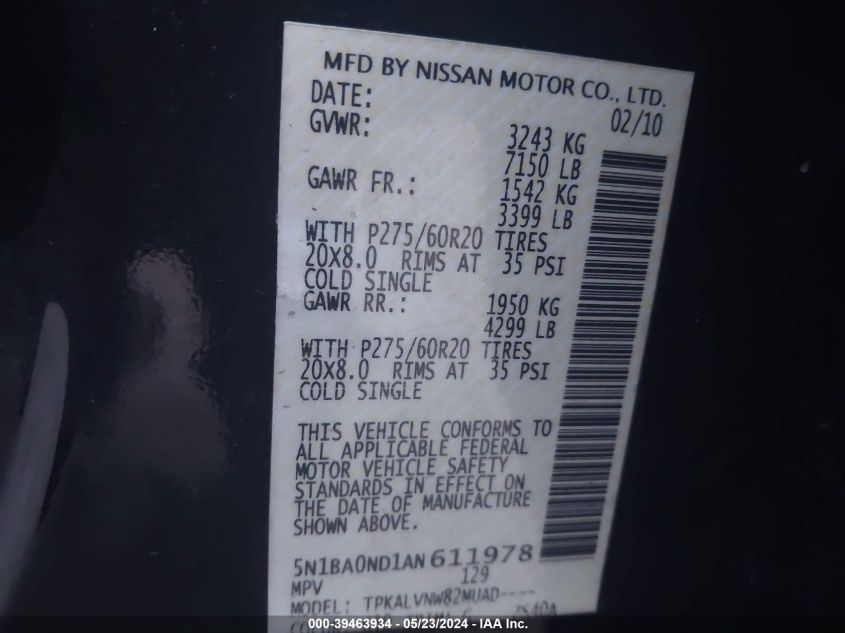 MFD BY NISSAN MOTOR CO., LTD.
DATE: 02/10
GVWR: 3243 KG
7150 LB
GAWR FR.: 1542 KG
3399 LB
WITH P275/60R20 TIRES
20X8.0 RIMS AT 35 PSI
COLD SINGLE
GAWR RR.: 1950 KG
4299 LB
WITH P275/60R20 TIRES
20X8.0 RIMS AT 35 PSI
COLD SINGLE
THIS VEHICLE CONFORMS TO
ALL APPLICABLE FEDERAL
MOTOR VEHICLE SAFETY
STANDARDS IN EFFECT ON
THE DATE OF MANUFACTURE
SHOWN ABOVE.
5N1BA0ND1AN611978
MPV 129
MODEL: TPKALVNW82MUAD----
000-39463934 - 05/23/2024 - IAA Inc.